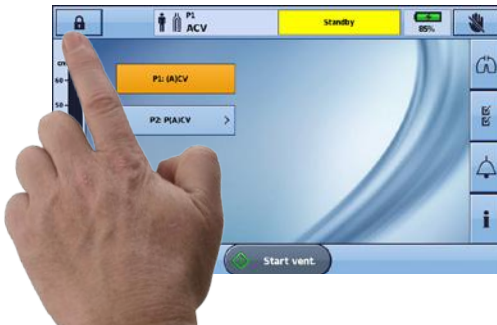 P1
ACV
Standby
85%
60-
P1: (A)CV
50-
P2: P(A)CV >
Start vent.